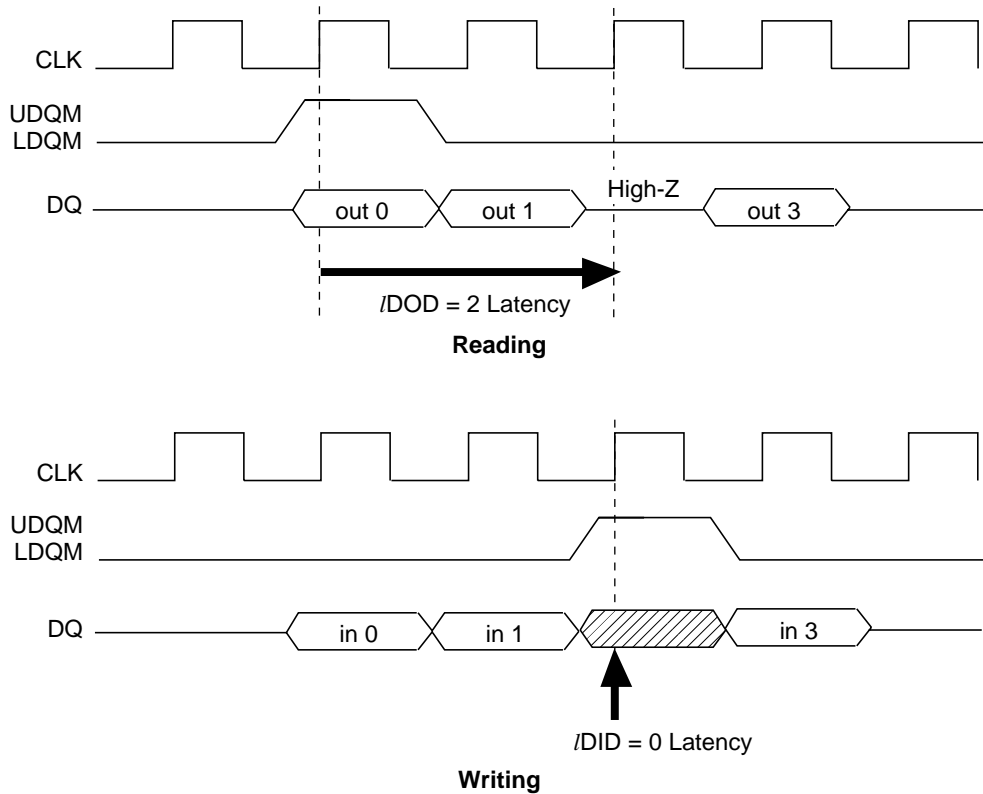 CLK
UDQM
LDQM
High-Z
DQ out 0 out 1 out 3
lDOD = 2 Latency
Reading
CLK
UDQM
LDQM
DQ in 0 in 1 in 3
lDID = 0 Latency
Writing